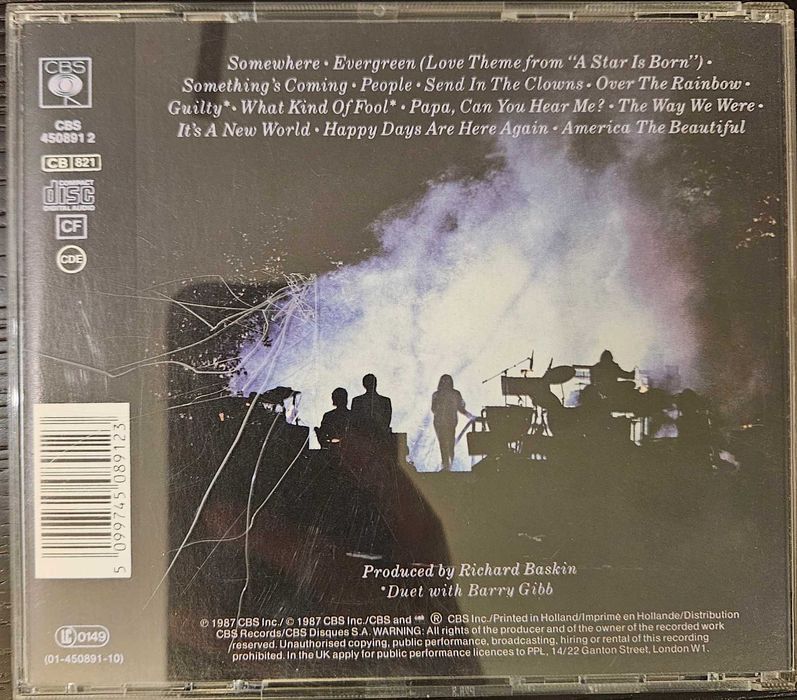 Somewhere • Evergreen (Love Theme from "A Star Is Born") •
Something's Coming • People • Send In The Clowns • Over The Rainbow •
Guilty* • What Kind Of Fool* • Papa, Can You Hear Me? • The Way We Were •
It's A New World • Happy Days Are Here Again • America The Beautiful
CBS
CBS
450891 2
CB 821
COMPACT
disc
DIGITAL AUDIO
CF
CDE
5 099745 089123
Produced by Richard Baskin
*Duet with Barry Gibb
LC 0149
(01-450891-10)
℗ 1987 CBS Inc./ © 1987 CBS Inc./CBS and ® CBS Inc./Printed in Holland/Imprimé en Hollande/Distribution
CBS Records/CBS Disques S.A. WARNING: All rights of the producer and of the owner of the recorded work
reserved. Unauthorised copying, public performance, broadcasting, hiring or rental of this recording
prohibited. In the UK apply for public performance licences to PPL, 14/22 Ganton Street, London W1.